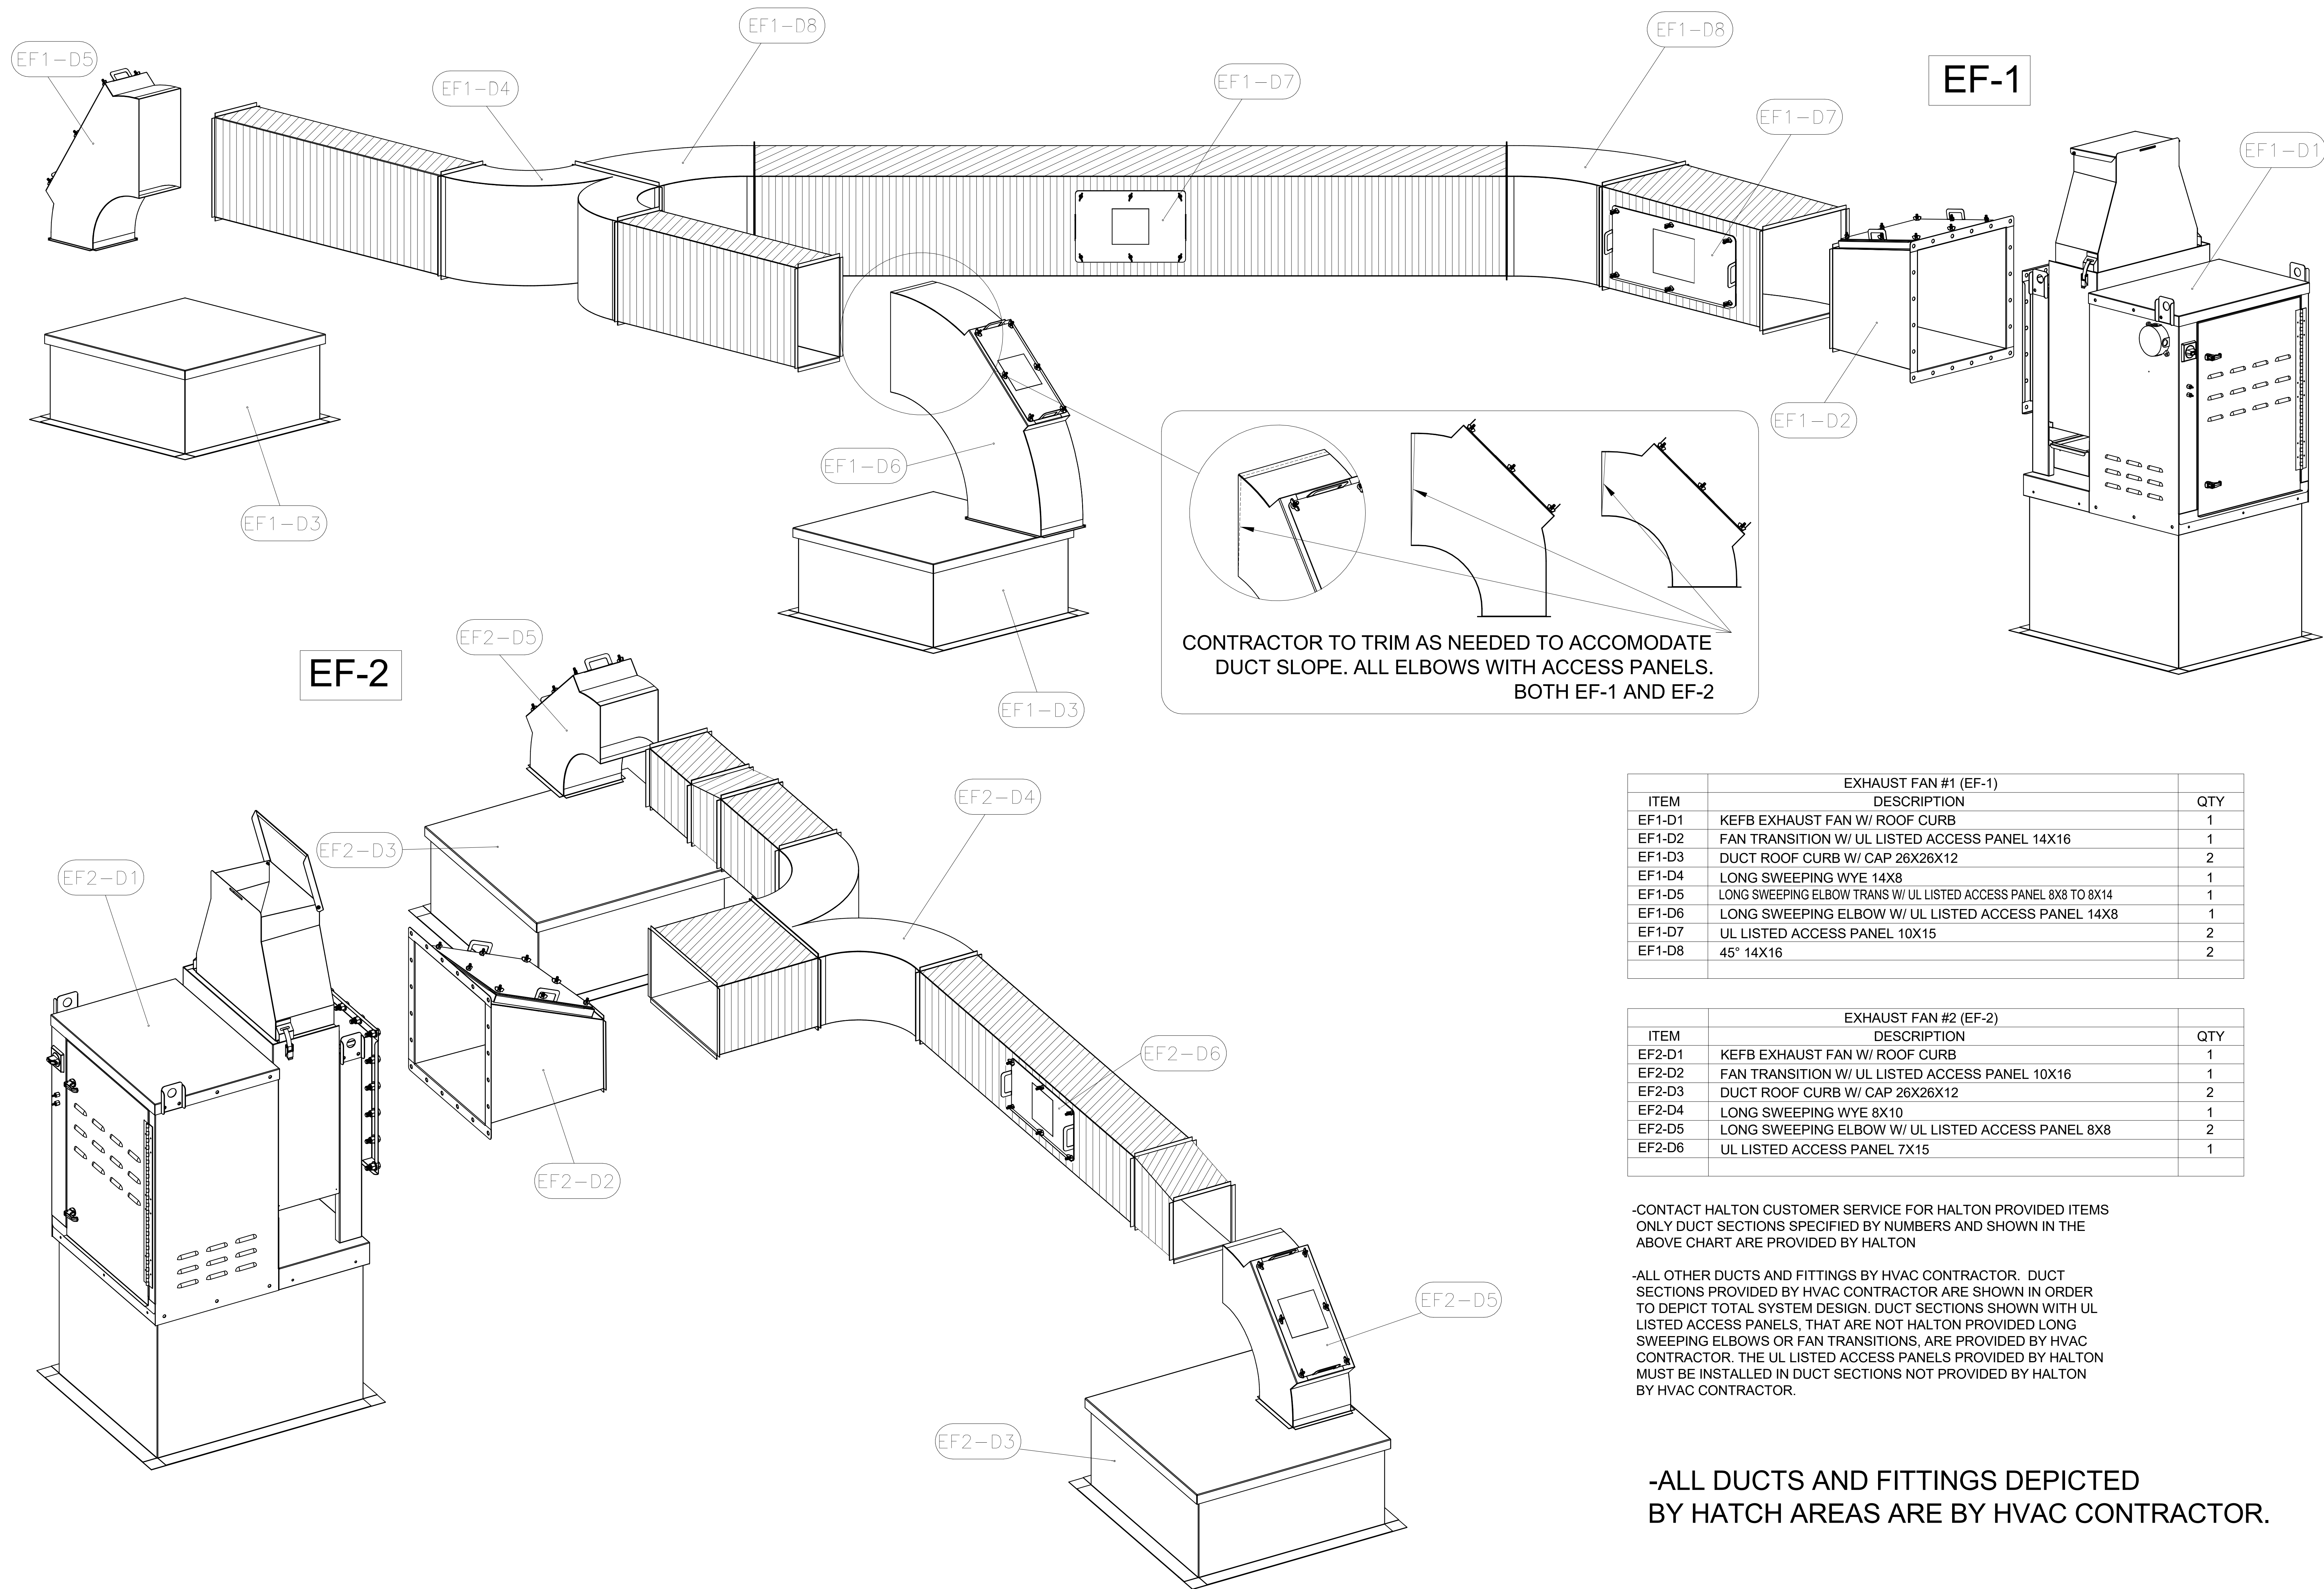 EF1-D5
EF1-D4
EF1-D8
EF1-D7
EF1-D8
EF-1
EF1-D7
EF1-D1
EF1-D2
EF1-D6
EF1-D3
EF1-D3
CONTRACTOR TO TRIM AS NEEDED TO ACCOMODATE
DUCT SLOPE. ALL ELBOWS WITH ACCESS PANELS.
BOTH EF-1 AND EF-2
EF-2
EF2-D5
EF2-D4
EF2-D3
EF2-D1
EF2-D6
EF2-D2
EF2-D5
EF2-D3
EXHAUST FAN #1 (EF-1)
ITEM DESCRIPTION QTY
EF1-D1 KEFB EXHAUST FAN W/ ROOF CURB 1
EF1-D2 FAN TRANSITION W/ UL LISTED ACCESS PANEL 14X16 1
EF1-D3 DUCT ROOF CURB W/ CAP 26X26X12 2
EF1-D4 LONG SWEEPING WYE 14X8 1
EF1-D5 LONG SWEEPING ELBOW TRANS W/ UL LISTED ACCESS PANEL 8X8 TO 8X14 1
EF1-D6 LONG SWEEPING ELBOW W/ UL LISTED ACCESS PANEL 14X8 1
EF1-D7 UL LISTED ACCESS PANEL 10X15 2
EF1-D8 45° 14X16 2
EXHAUST FAN #2 (EF-2)
ITEM DESCRIPTION QTY
EF2-D1 KEFB EXHAUST FAN W/ ROOF CURB 1
EF2-D2 FAN TRANSITION W/ UL LISTED ACCESS PANEL 10X16 1
EF2-D3 DUCT ROOF CURB W/ CAP 26X26X12 2
EF2-D4 LONG SWEEPING WYE 8X10 1
EF2-D5 LONG SWEEPING ELBOW W/ UL LISTED ACCESS PANEL 8X8 2
EF2-D6 UL LISTED ACCESS PANEL 7X15 1
-CONTACT HALTON CUSTOMER SERVICE FOR HALTON PROVIDED ITEMS
ONLY DUCT SECTIONS SPECIFIED BY NUMBERS AND SHOWN IN THE
ABOVE CHART ARE PROVIDED BY HALTON
-ALL OTHER DUCTS AND FITTINGS BY HVAC CONTRACTOR. DUCT
SECTIONS PROVIDED BY HVAC CONTRACTOR ARE SHOWN IN ORDER
TO DEPICT TOTAL SYSTEM DESIGN. DUCT SECTIONS SHOWN WITH UL
LISTED ACCESS PANELS, THAT ARE NOT HALTON PROVIDED LONG
SWEEPING ELBOWS OR FAN TRANSITIONS, ARE PROVIDED BY HVAC
CONTRACTOR. THE UL LISTED ACCESS PANELS PROVIDED BY HALTON
MUST BE INSTALLED IN DUCT SECTIONS NOT PROVIDED BY HALTON
BY HVAC CONTRACTOR.
-ALL DUCTS AND FITTINGS DEPICTED
BY HATCH AREAS ARE BY HVAC CONTRACTOR.